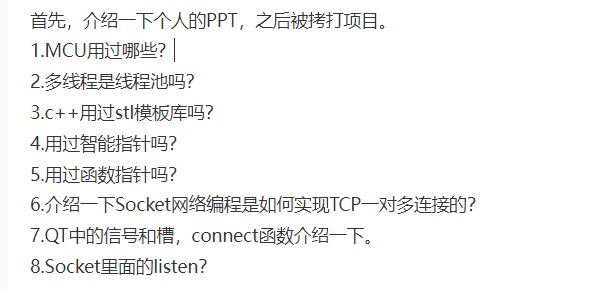 首先，介绍一下个人的PPT，之后被拷打项目。
1.MCU用过哪些？
2.多线程是线程池吗？
3.c++用过stl模板库吗？
4.用过智能指针吗？
5.用过函数指针吗？
6.介绍一下Socket网络编程是如何实现TCP一对多连接的？
7.QT中的信号和槽，connect函数介绍一下。
8.Socket里面的listen？